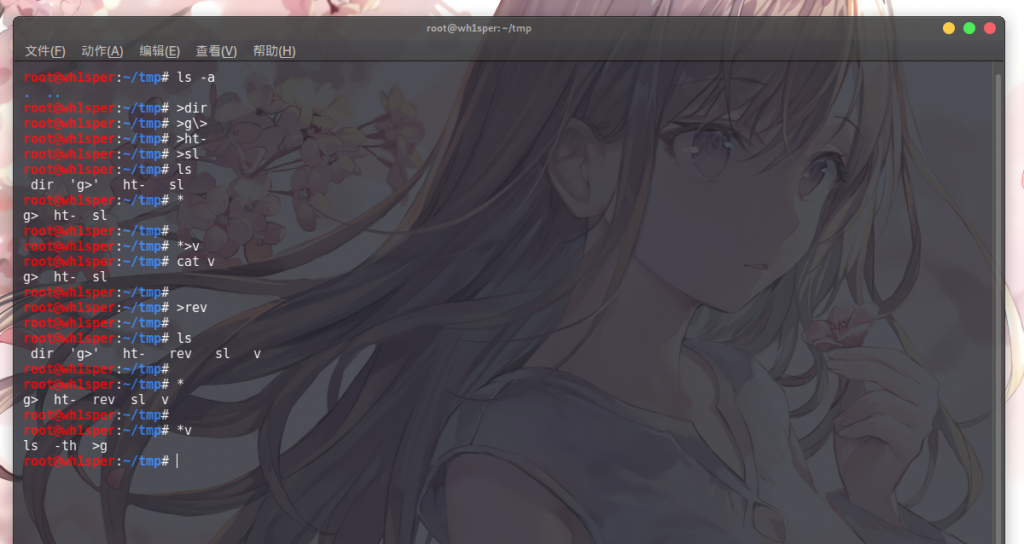 root@wh1sper: ~/tmp
文件(F) 动作(A) 编辑(E) 查看(V) 帮助(H)
root@wh1sper:~/tmp# ls -a
. ..
root@wh1sper:~/tmp# >dir
root@wh1sper:~/tmp# >g\>
root@wh1sper:~/tmp# >ht-
root@wh1sper:~/tmp# >sl
root@wh1sper:~/tmp# ls
dir 'g>' ht- sl
root@wh1sper:~/tmp# *
g> ht- sl
root@wh1sper:~/tmp#
root@wh1sper:~/tmp# *>v
root@wh1sper:~/tmp# cat v
g> ht- sl
root@wh1sper:~/tmp#
root@wh1sper:~/tmp# >rev
root@wh1sper:~/tmp#
root@wh1sper:~/tmp# ls
dir 'g>' ht- rev sl v
root@wh1sper:~/tmp#
root@wh1sper:~/tmp# *
g> ht- rev sl v
root@wh1sper:~/tmp#
root@wh1sper:~/tmp# *v
ls -th >g
root@wh1sper:~/tmp#